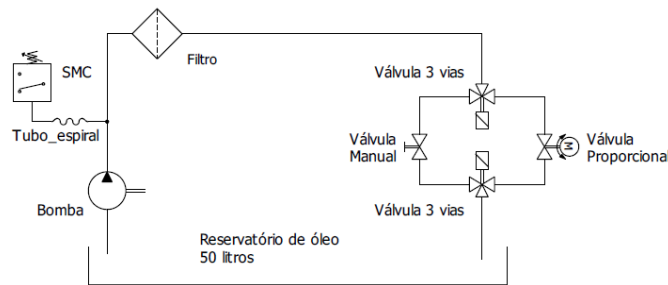 SMC
Filtro
Válvula 3 vias
Tubo_espiral
Válvula
Manual
M
Válvula
Proporcional
Bomba
Válvula 3 vias
Reservatório de óleo
50 litros